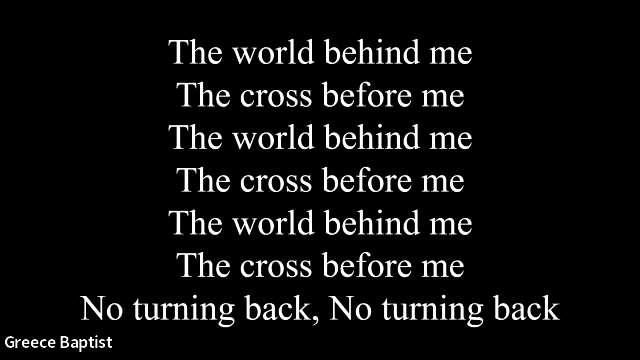 The world behind me
The cross before me
The world behind me
The cross before me
The world behind me
The cross before me
No turning back, No turning back
Greece Baptist